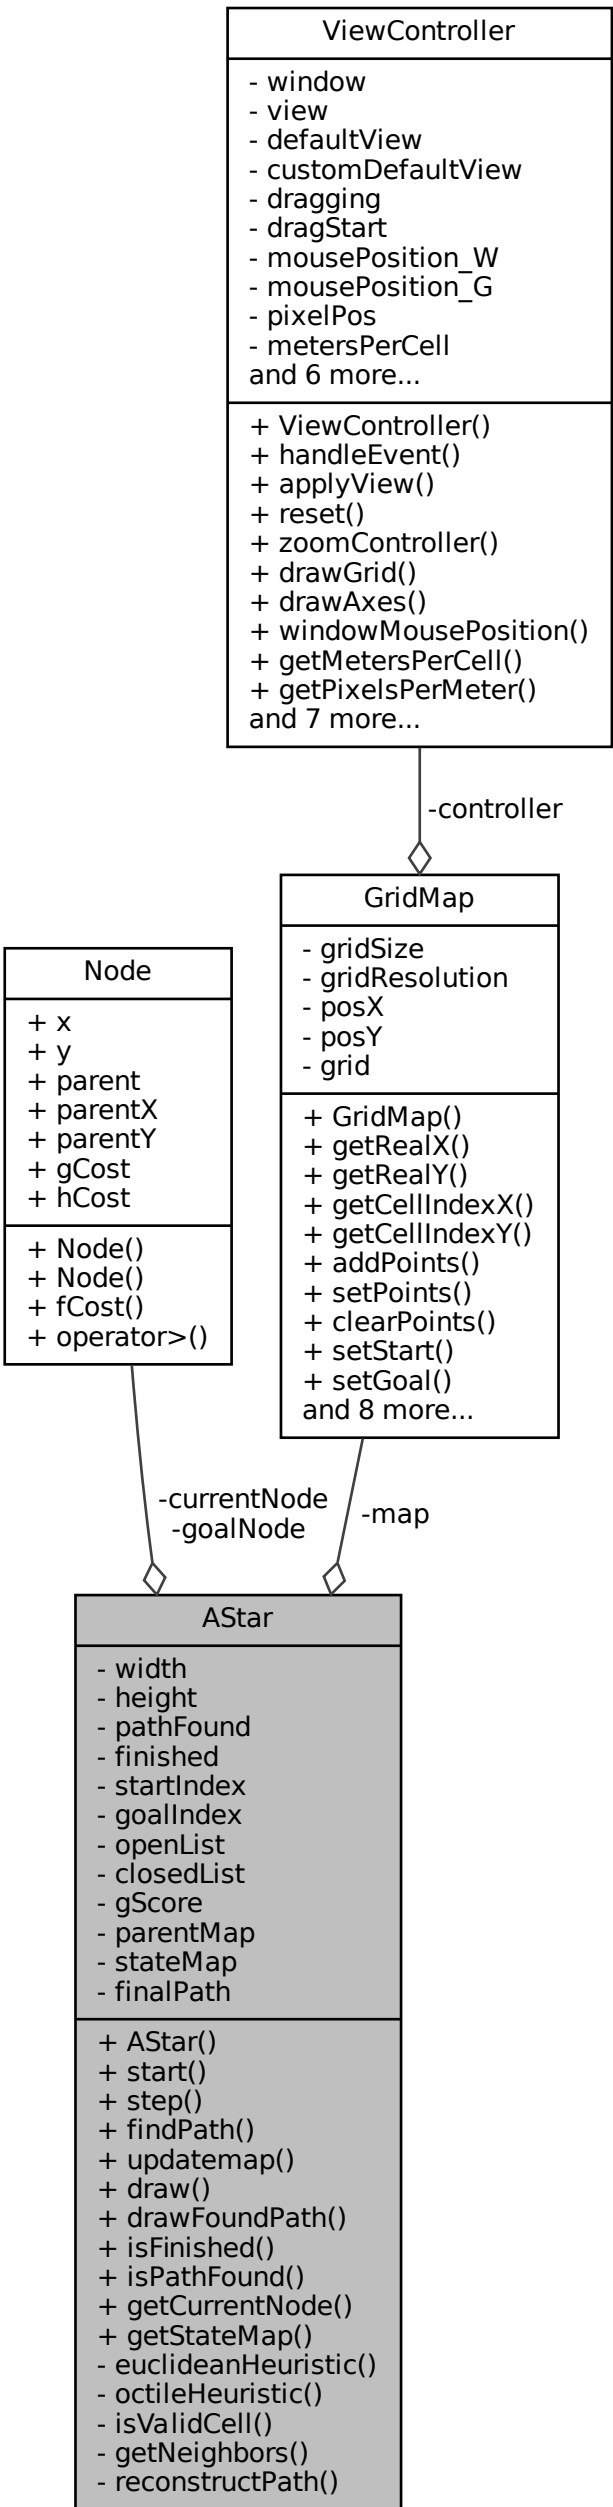 ViewController
- window
- view
- defaultView
- customDefaultView
- dragging
- dragStart
- mousePosition_W
- mousePosition_G
- pixelPos
- metersPerCell
and 6 more...
+ ViewController()
+ handleEvent()
+ applyView()
+ reset()
+ zoomController()
+ drawGrid()
+ drawAxes()
+ windowMousePosition()
+ getMetersPerCell()
+ getPixelsPerMeter()
and 7 more...
-controller
GridMap
- gridSize
- gridResolution
- posX
- posY
- grid
+ GridMap()
+ getRealX()
+ getRealY()
+ getCellIndexX()
+ getCellIndexY()
+ addPoints()
+ setPoints()
+ clearPoints()
+ setStart()
+ setGoal()
and 8 more...
Node
+ x
+ y
+ parent
+ parentX
+ parentY
+ gCost
+ hCost
+ Node()
+ Node()
+ fCost()
+ operator>()
-currentNode
-goalNode
-map
AStar
- width
- height
- pathFound
- finished
- startIndex
- goalIndex
- openList
- closedList
- gScore
- parentMap
- stateMap
- finalPath
+ AStar()
+ start()
+ step()
+ findPath()
+ updatemap()
+ draw()
+ drawFoundPath()
+ isFinished()
+ isPathFound()
+ getCurrentNode()
+ getStateMap()
- euclideanHeuristic()
- octileHeuristic()
- isValidCell()
- getNeighbors()
- reconstructPath()